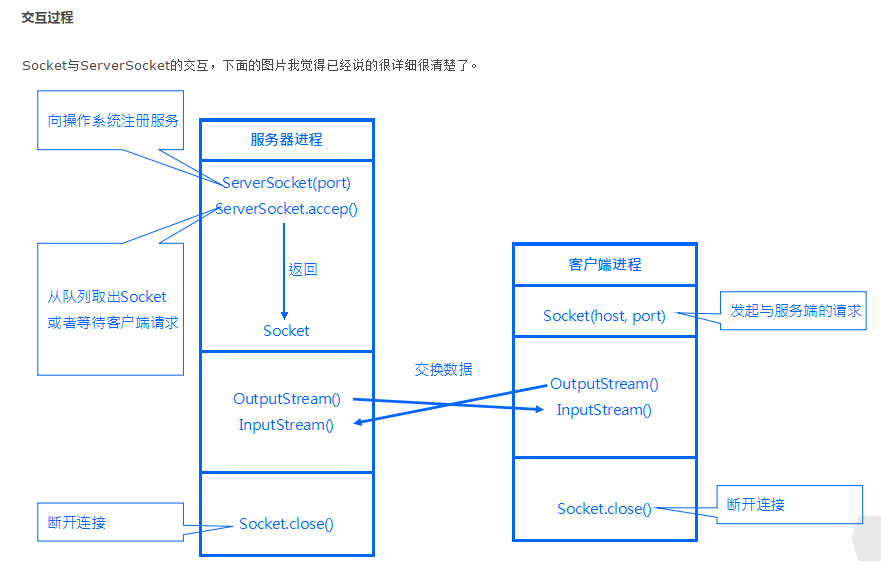 交互过程
Socket与ServerSocket的交互，下面的图片我觉得已经说的很详细很清楚了。
向操作系统注册服务
服务器进程
ServerSocket(port)
ServerSocket.accep()
返回
从队列取出Socket
或者等待客户端请求
Socket
客户端进程
Socket(host, port)
发起与服务端的请求
交换数据
OutputStream()
InputStream()
OutputStream()
InputStream()
断开连接
Socket.close()
Socket.close()
断开连接